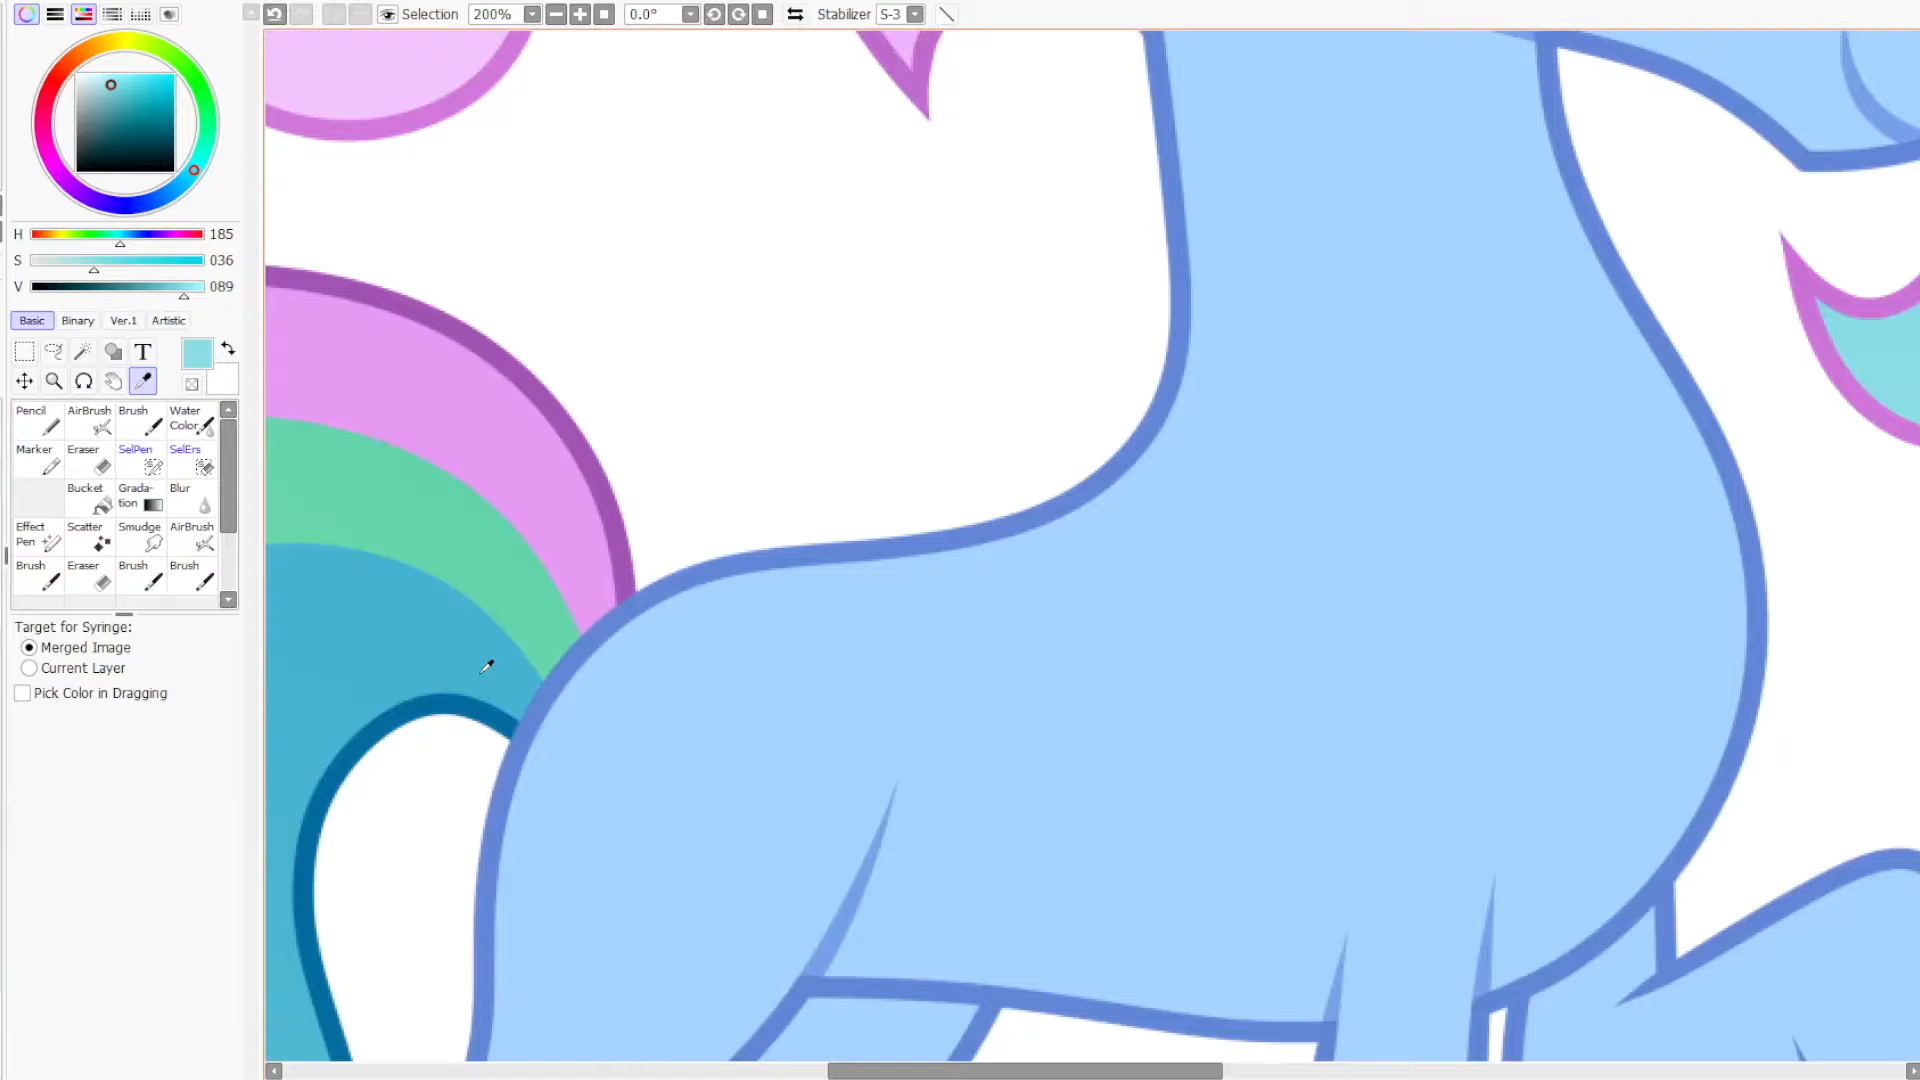 Selection 200% 0.0° Stabilizer S-3
H 185
S 036
V 089
Basic Binary Ver.1 Artistic
T
Pencil AirBrush Brush Water Color
Marker Eraser SelPen SelErs
Bucket Grada-tion Blur
Effect Pen Scatter Smudge AirBrush
Brush Eraser Brush Brush
Target for Syringe:
Merged Image
Current Layer
Pick Color in Dragging